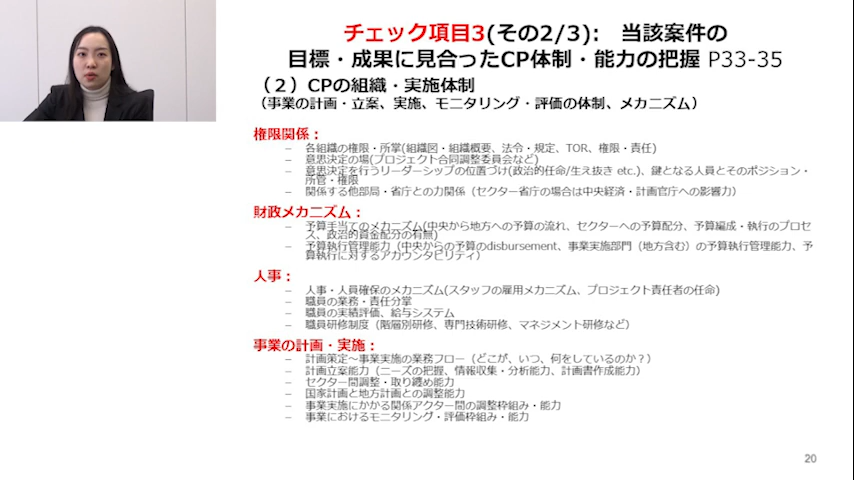 チェック項目3(その2/3): 当該案件の
目標・成果に見合ったCP体制・能力の把握 P33-35
（２）CPの組織・実施体制
（事業の計画・立案、実施、モニタリング・評価の体制、メカニズム）
権限関係：
– 各組織の権限・所掌(組織図・組織概要、法令・規定、TOR、権限・責任)
– 意思決定の場(プロジェクト合同調整委員会など)
– 意思決定を行うリーダーシップの位置づけ(政治的任命/生え抜き etc.)、鍵となる人員とそのポジション・
所管・権限
– 関係する他部局・省庁との力関係（セクター省庁の場合は中央経済・計画官庁への影響力）
財政メカニズム：
– 予算手当てのメカニズム(中央から地方への予算の流れ、セクターへの予算配分、予算編成・執行のプロセ
ス、政治的資金配分の有無)
– 予算執行管理能力（中央からの予算のdisbursement、事業実施部門（地方含む）の予算執行管理能力、予
算執行に対するアカウンタビリティ）
人事：
– 人事・人員確保のメカニズム(スタッフの雇用メカニズム、プロジェクト責任者の任命)
– 職員の業務・責任分掌
– 職員の実績評価、給与システム
– 職員研修制度（階層別研修、専門技術研修、マネジメント研修など）
事業の計画・実施：
– 計画策定～事業実施の業務フロー（どこが、いつ、何をしているのか？）
– 計画立案能力（ニーズの把握、情報収集・分析能力、計画書作成能力）
– セクター間調整・取り纏め能力
– 国家計画と地方計画との調整能力
– 事業実施にかかる関係アクター間の調整枠組み・能力
– 事業におけるモニタリング・評価枠組み・能力
20